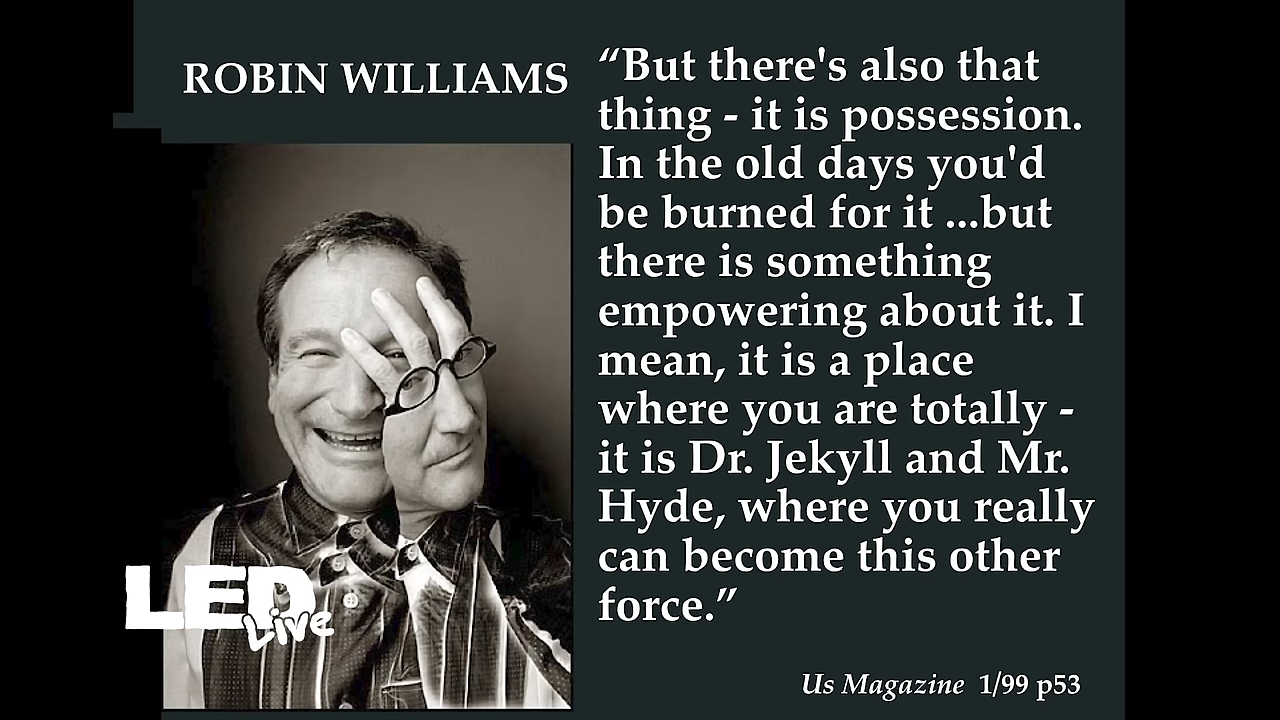 ROBIN WILLIAMS
“But there's also that
thing - it is possession.
In the old days you'd
be burned for it ...but
there is something
empowering about it. I
mean, it is a place
where you are totally -
it is Dr. Jekyll and Mr.
Hyde, where you really
can become this other
force.”
Us Magazine 1/99 p53
LED
Live